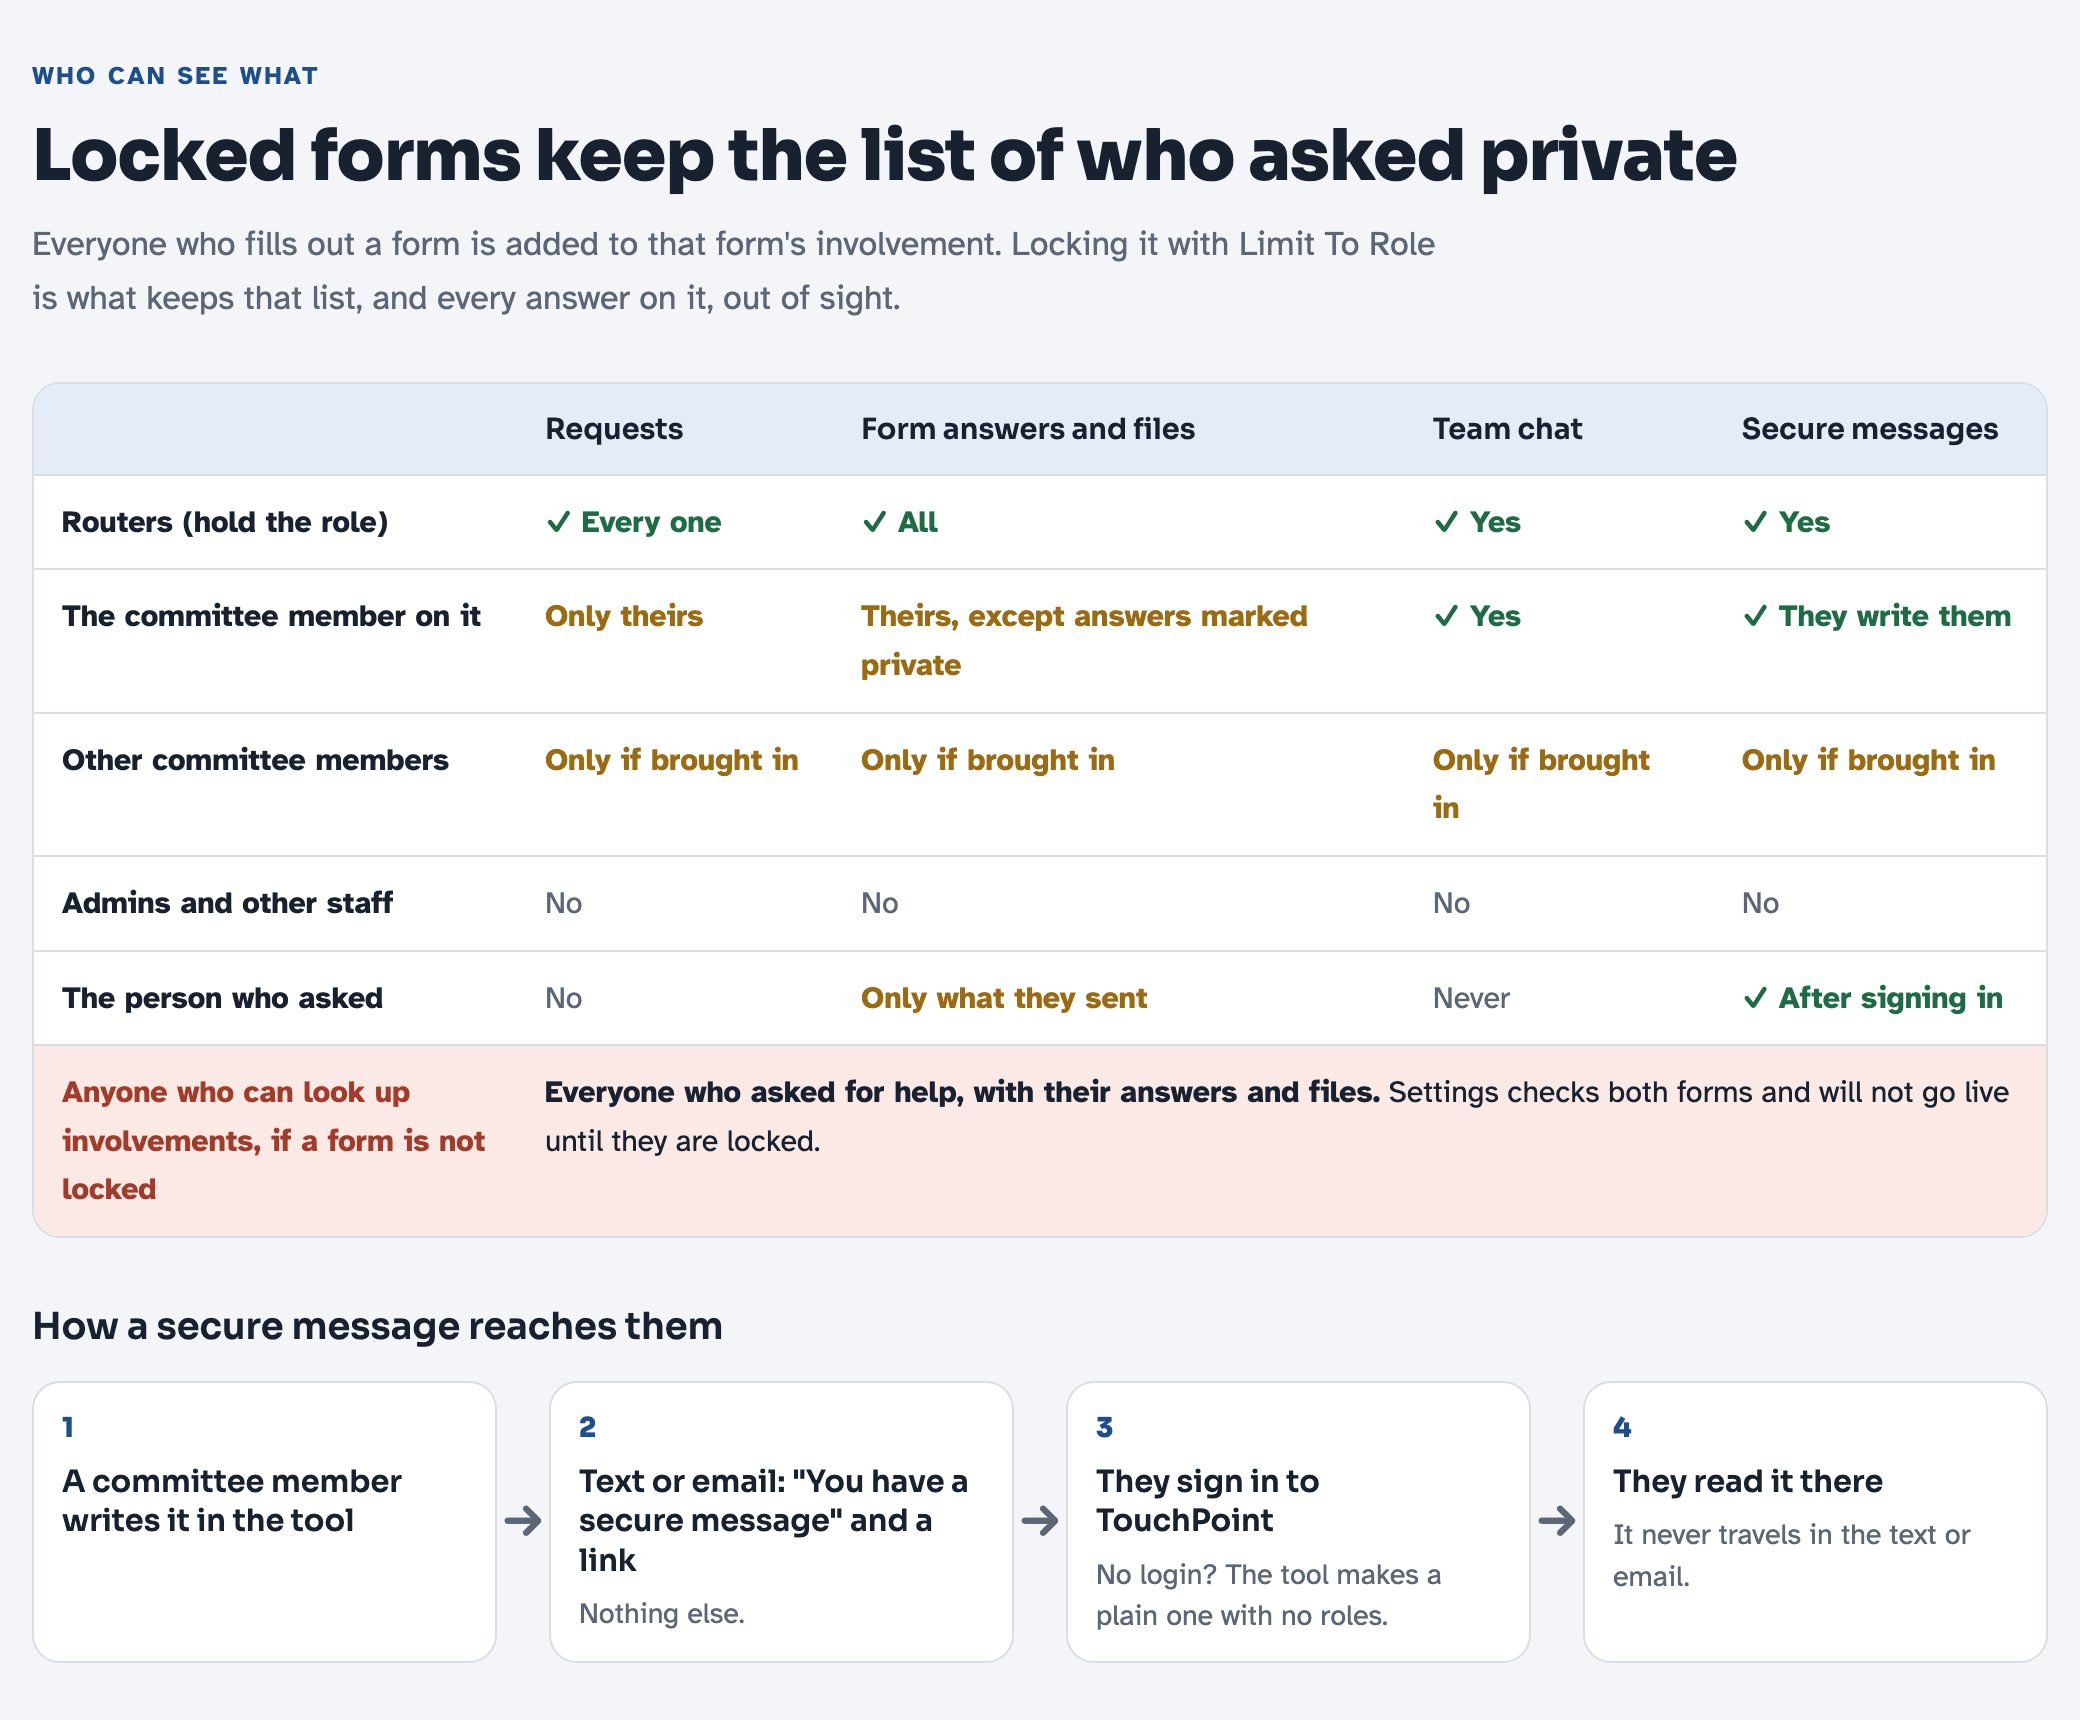 WHO CAN SEE WHAT
Locked forms keep the list of who asked private
Everyone who fills out a form is added to that form's involvement. Locking it with Limit To Role
is what keeps that list, and every answer on it, out of sight.
Requests Form answers and files Team chat Secure messages
Routers (hold the role) ✓ Every one ✓ All ✓ Yes ✓ Yes
The committee member on it Only theirs Theirs, except answers marked ✓ Yes ✓ They write them
private
Other committee members Only if brought in Only if brought in Only if brought Only if brought in
in
Admins and other staff No No No No
The person who asked No Only what they sent Never ✓ After signing in
Anyone who can look up Everyone who asked for help, with their answers and files. Settings checks both forms and will not go live
involvements, if a form is not until they are locked.
locked
How a secure message reaches them
1
A committee member
writes it in the tool
2
Text or email: "You have a
secure message" and a
link
Nothing else.
3
They sign in to
TouchPoint
No login? The tool makes a
plain one with no roles.
4
They read it there
It never travels in the text or
email.